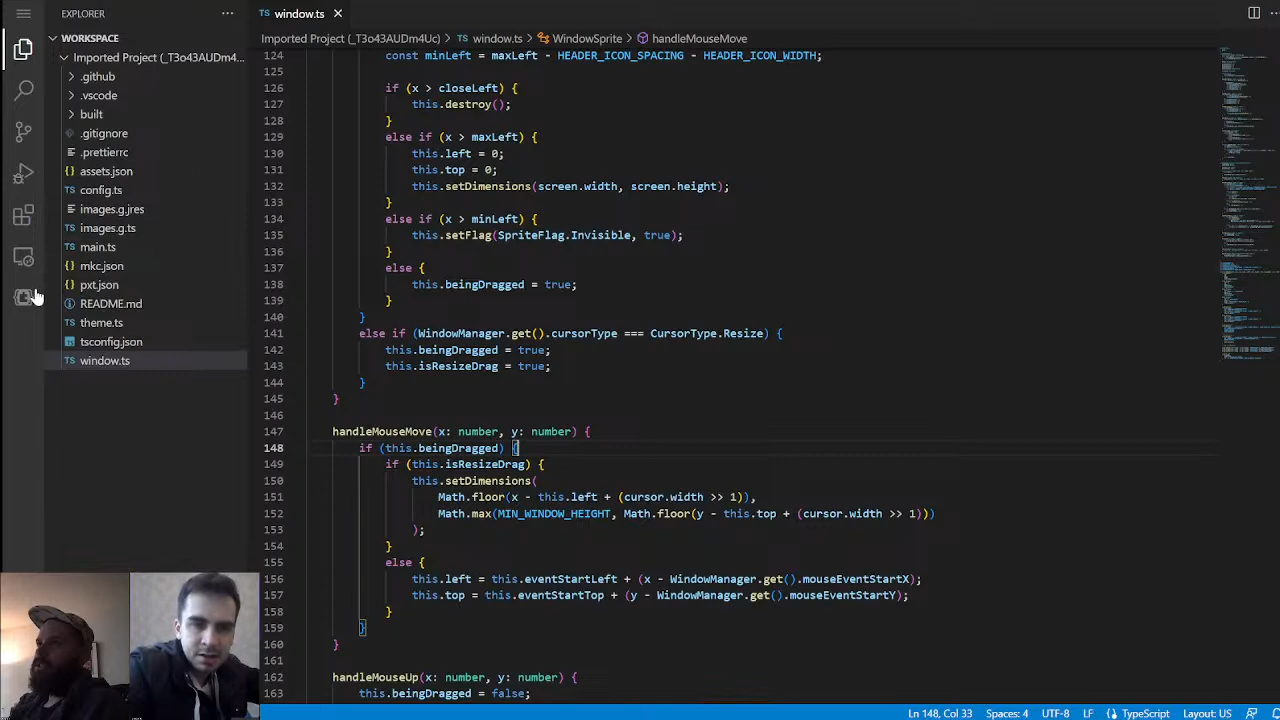 EXPLORER
window.ts
WORKSPACE
Imported Project (_T3o43AUDm4...
.github
.vscode
built
.gitignore
.prettierrc
assets.json
config.ts
images.g.jres
images.g.ts
main.ts
mkc.json
pxt.json
README.md
theme.ts
tsconfig.json
window.ts
Imported Project (_T3o43AUDm4Uc) > window.ts > WindowSprite > handleMouseMove
124 const minLeft = maxLeft - HEADER_ICON_SPACING - HEADER_ICON_WIDTH;
125
126 if (x > closeLeft) {
127 this.destroy();
128 }
129 else if (x > maxLeft) {
130 this.left = 0;
131 this.top = 0;
132 this.setDimensions(screen.width, screen.height);
133 }
134 else if (x > minLeft) {
135 this.setFlag(SpriteFlag.Invisible, true);
136 }
137 else {
138 this.beingDragged = true;
139 }
140 }
141 else if (WindowManager.get().cursorType === CursorType.Resize) {
142 this.beingDragged = true;
143 this.isResizeDrag = true;
144 }
145 }
146
147 handleMouseMove(x: number, y: number) {
148 if (this.beingDragged) {
149 if (this.isResizeDrag) {
150 this.setDimensions(
151 Math.floor(x - this.left + (cursor.width >> 1)),
152 Math.max(MIN_WINDOW_HEIGHT, Math.floor(y - this.top + (cursor.width >> 1)))
153 );
154 }
155 else {
156 this.left = this.eventStartLeft + (x - WindowManager.get().mouseEventStartX);
157 this.top = this.eventStartTop + (y - WindowManager.get().mouseEventStartY);
158 }
159 }
160 }
161
162 handleMouseUp(x: number, y: number) {
163 this.beingDragged = false;
Ln 148, Col 33 Spaces: 4 UTF-8 LF {} TypeScript Layout: US